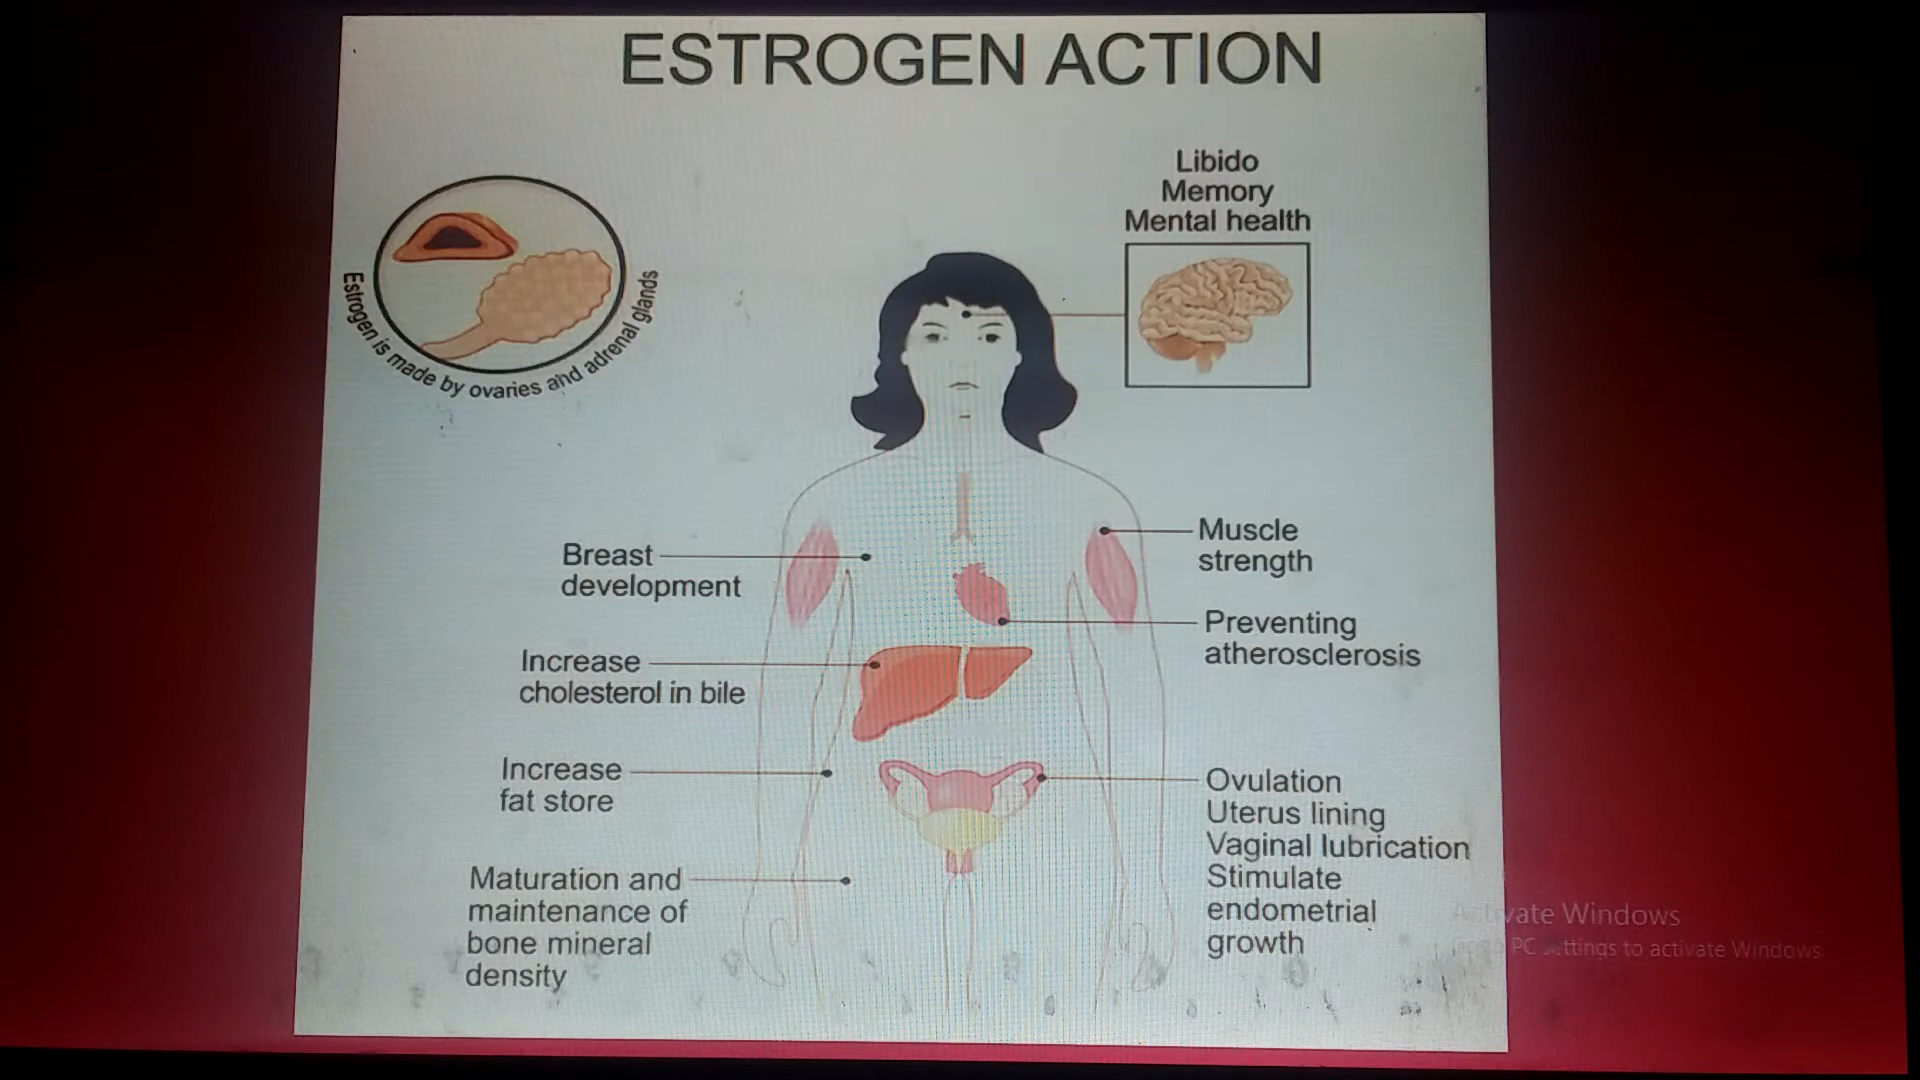 ESTROGEN ACTION
Estrogen is made by ovaries and adrenal glands
Libido
Memory
Mental health
Breast
development
Increase
cholesterol in bile
Increase
fat store
Maturation and
maintenance of
bone mineral
density
Muscle
strength
Preventing
atherosclerosis
Ovulation
Uterus lining
Vaginal lubrication
Stimulate
endometrial
growth
Activate Windows
PC settings to activate Windows